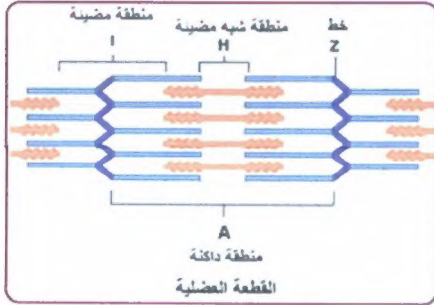 منطقة مضيئة
I
منطقة شبه مضيئة
H
خط
Z
A
منطقة داكنة
القطعة العضلية